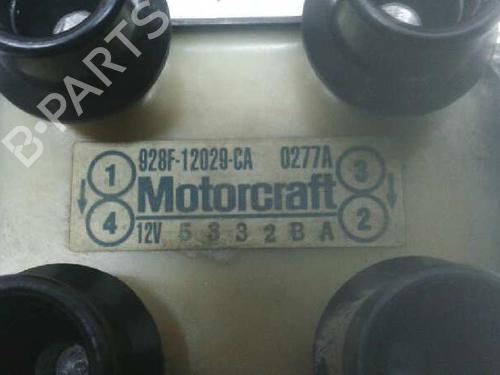 B-PARTS
928F-12029-CA 0277A
1 Motorcraft 3
4 12V 5332BA 2